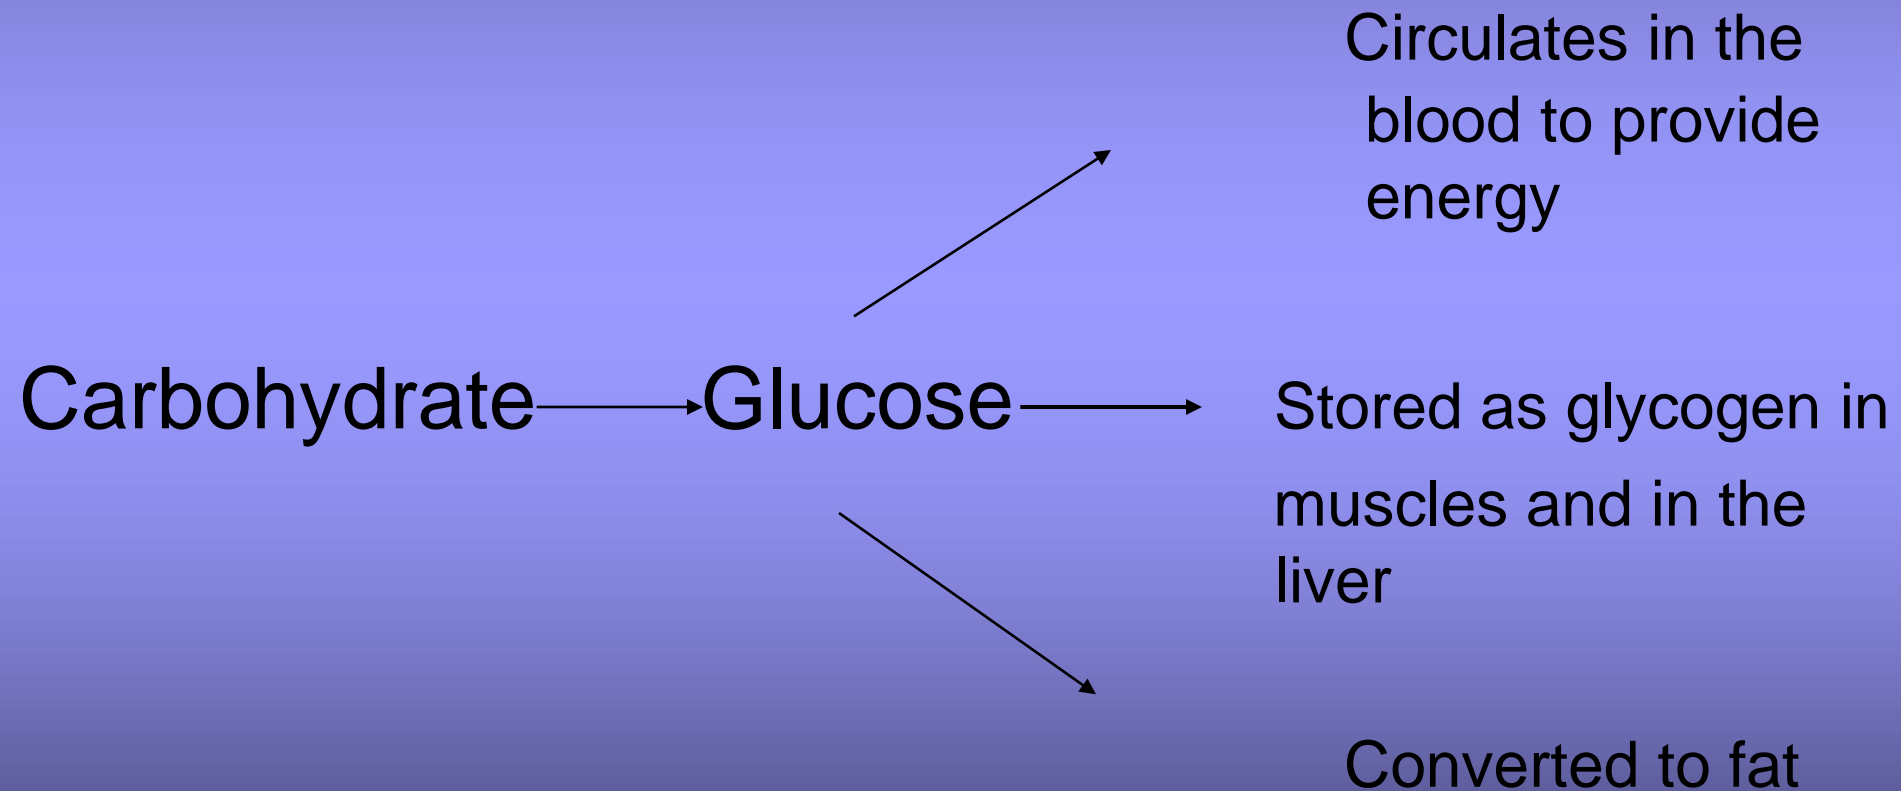 Circulates in the
blood to provide
energy
Carbohydrate Glucose Stored as glycogen in
muscles and in the
liver
Converted to fat